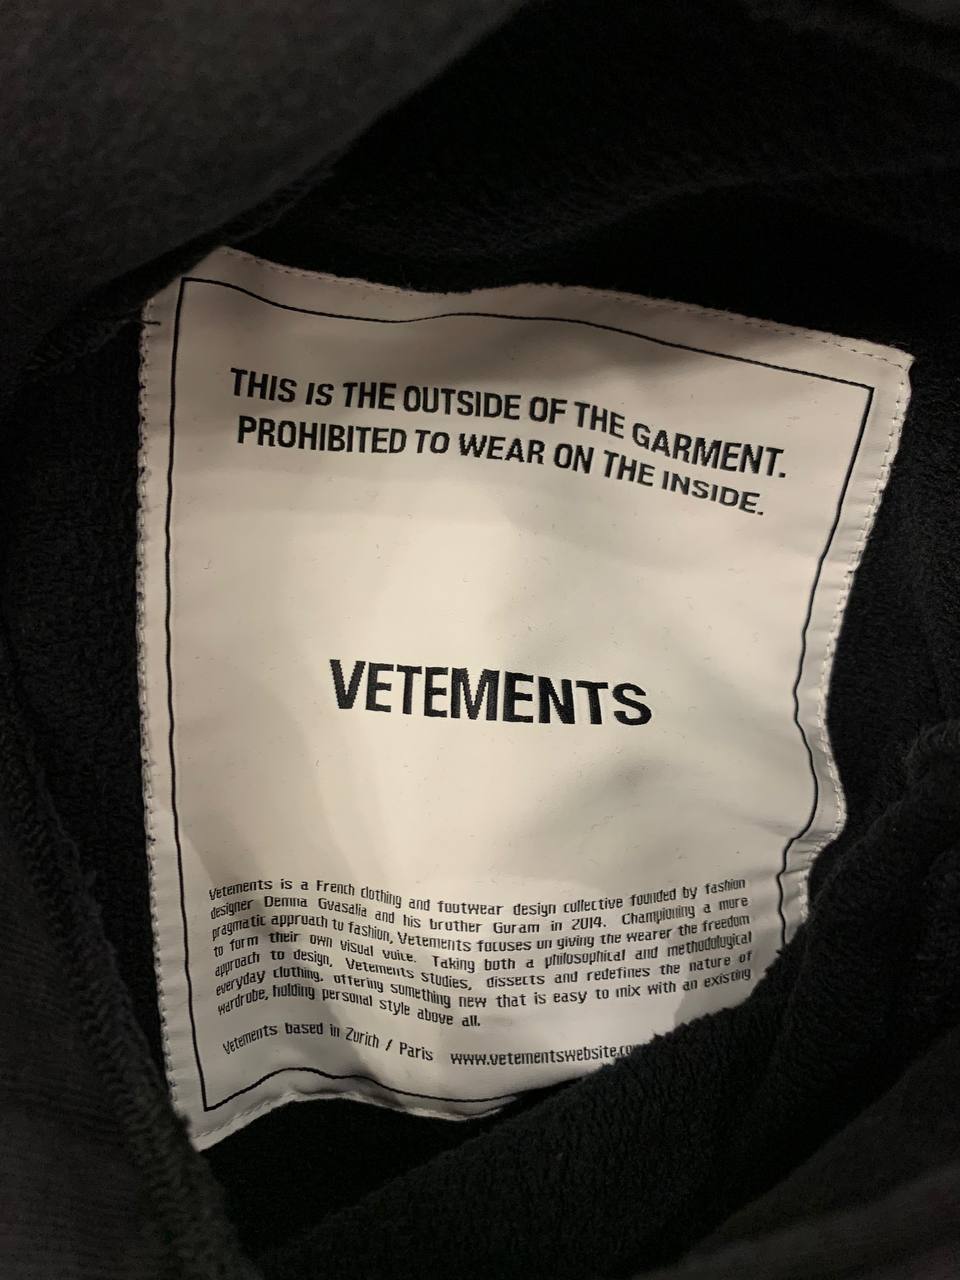 THIS IS THE OUTSIDE OF THE GARMENT.
PROHIBITED TO WEAR ON THE INSIDE.
VETEMENTS
Vetements is a French clothing and footwear design collective founded by fashion
designer Demna Gvasalia and his brother Guram in 2014. Championing a more
pragmatic approach to fashion, Vetements focuses on giving the wearer the freedom
to form their own visual voice. Taking both a philosophical and methodological
approach to design, Vetements studies, dissects and redefines the nature of
everyday clothing, offering something new that is easy to mix with an existing
wardrobe, holding personal style above all.
Vetements based in Zurich / Paris www.vetementswebsite.co